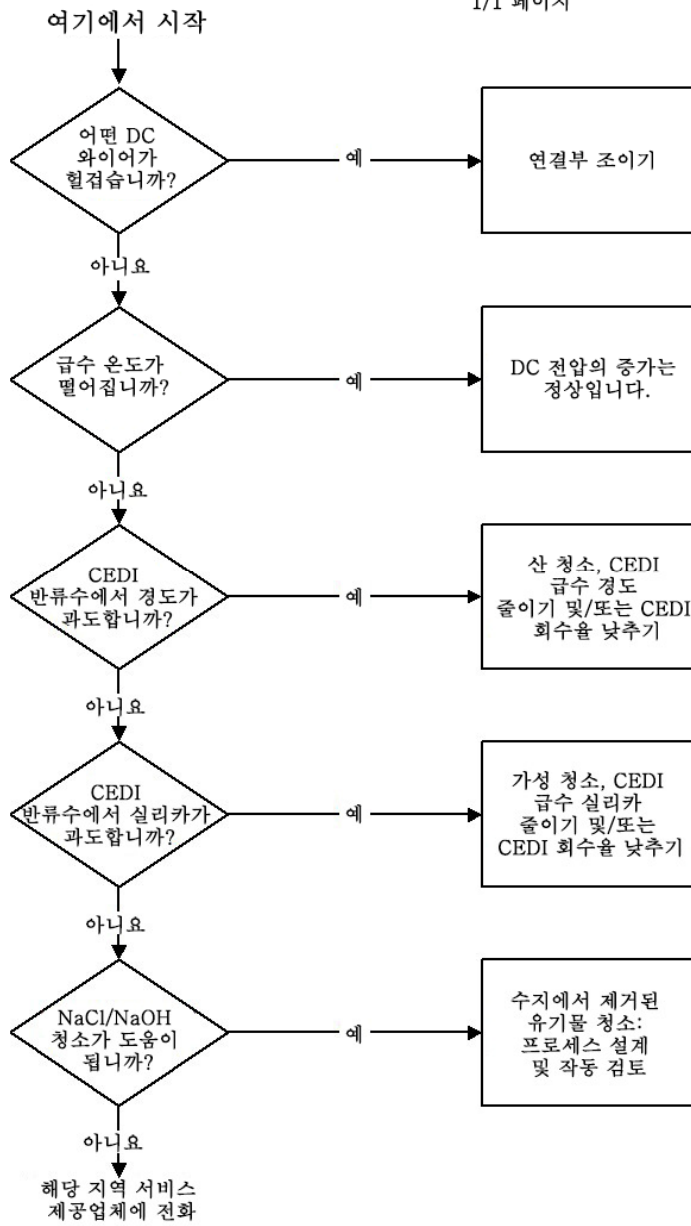 1/1 페이지
여기에서 시작
어떤 DC
와이어가
헐겁습니까?
예
연결부 조이기
아니요
급수 온도가
떨어집니까?
예
DC 전압의 증가는
정상입니다.
아니요
CEDI
반류수에서 경도가
과도합니까?
예
산 청소, CEDI
급수 경도
줄이기 및/또는 CEDI
회수율 낮추기
아니요
CEDI
반류수에서 실리카가
과도합니까?
예
가성 청소, CEDI
급수 실리카
줄이기 및/또는
CEDI 회수율 낮추기
아니요
NaCl/NaOH
청소가 도움이
됩니까?
예
수지에서 제거된
유기물 청소:
프로세스 설계
및 작동 검토
아니요
해당 지역 서비스
제공업체에 전화